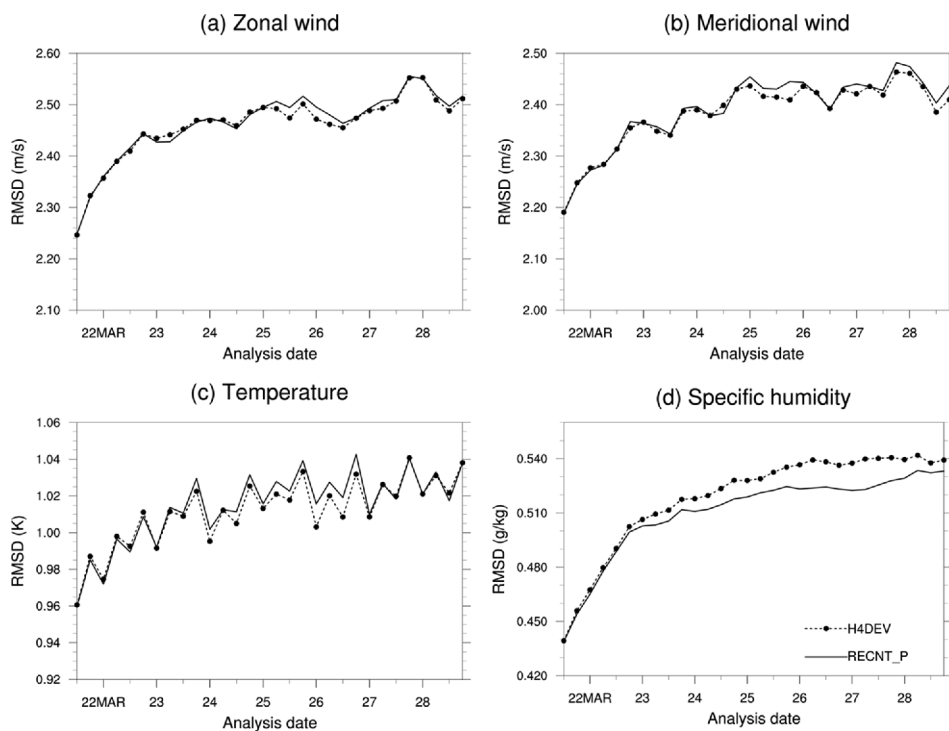 (a) Zonal wind
2.60
2.50
2.40
2.30
2.20
2.10
RMSD (m/s)
22MAR 23 24 25 26 27 28
Analysis date
(b) Meridional wind
2.50
2.40
2.30
2.20
2.10
2.00
RMSD (m/s)
22MAR 23 24 25 26 27 28
Analysis date
(c) Temperature
1.06
1.04
1.02
1.00
0.98
0.96
0.94
0.92
RMSD (K)
22MAR 23 24 25 26 27 28
Analysis date
(d) Specific humidity
0.540
0.510
0.480
0.450
0.420
RMSD (g/kg)
H4DEV
RECNT_P
22MAR 23 24 25 26 27 28
Analysis date